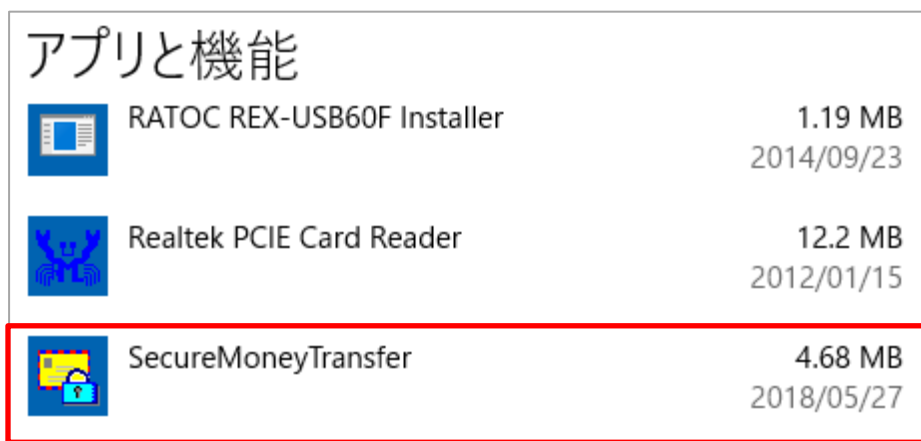 アプリと機能
RATOC REX-USB60F Installer 1.19 MB
2014/09/23
Realtek PCIE Card Reader 12.2 MB
2012/01/15
SecureMoneyTransfer 4.68 MB
2018/05/27